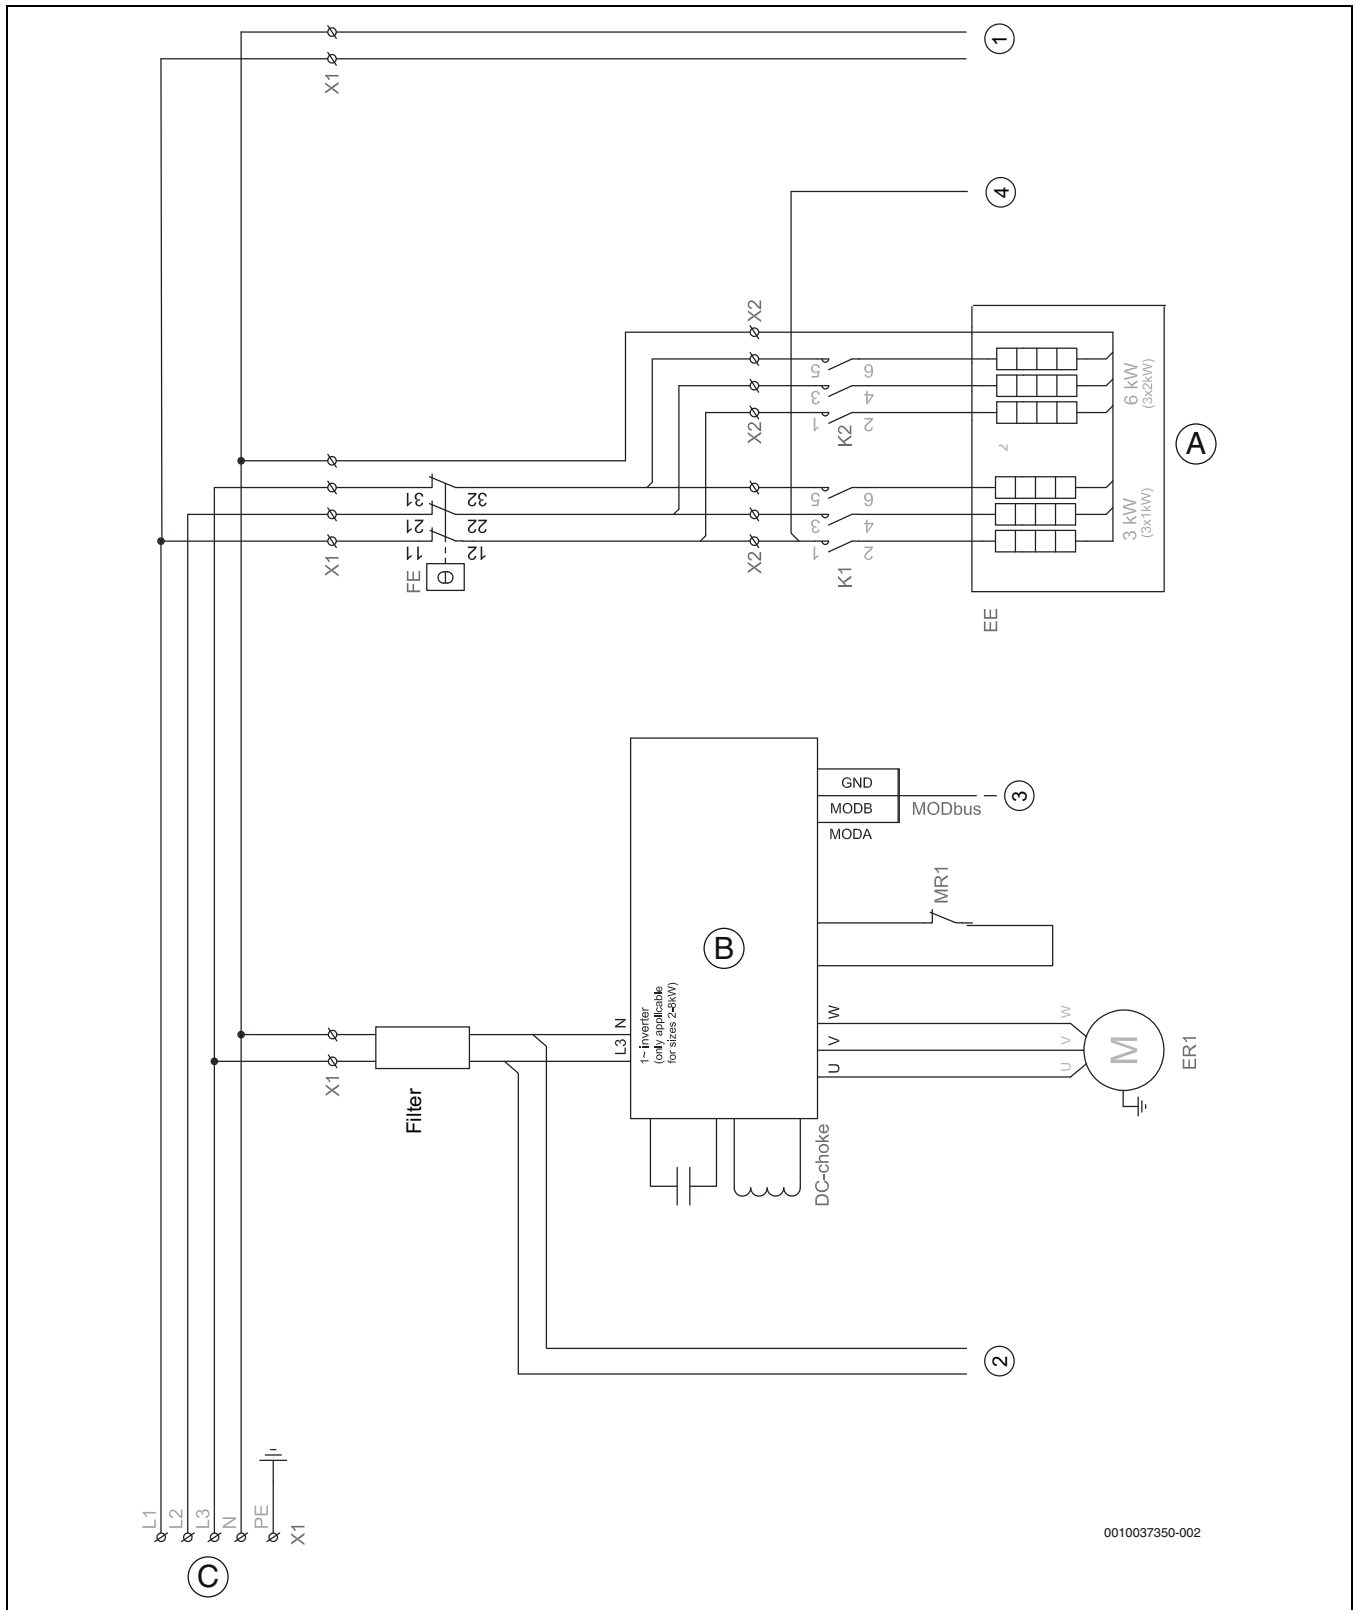 1
X1
4
X2
5
6
3
4
X2
1
2
K2
6 kW
(3x2kW)
A
2
31
32
21
22
11
12
X1
FE
θ
5
6
3
4
X2
1
2
K1
3 kW
(3x1kW)
EE
GND
MODB
MODA
MODbus
3
MR1
B
1~ inverter
(only applicable
for sizes 2-8kW)
L3 N
X1
Filter
W
V
U
W
V
U
M
ER1
DC-choke
2
L1
L2
L3
N
PE
X1
C
0010037350-002